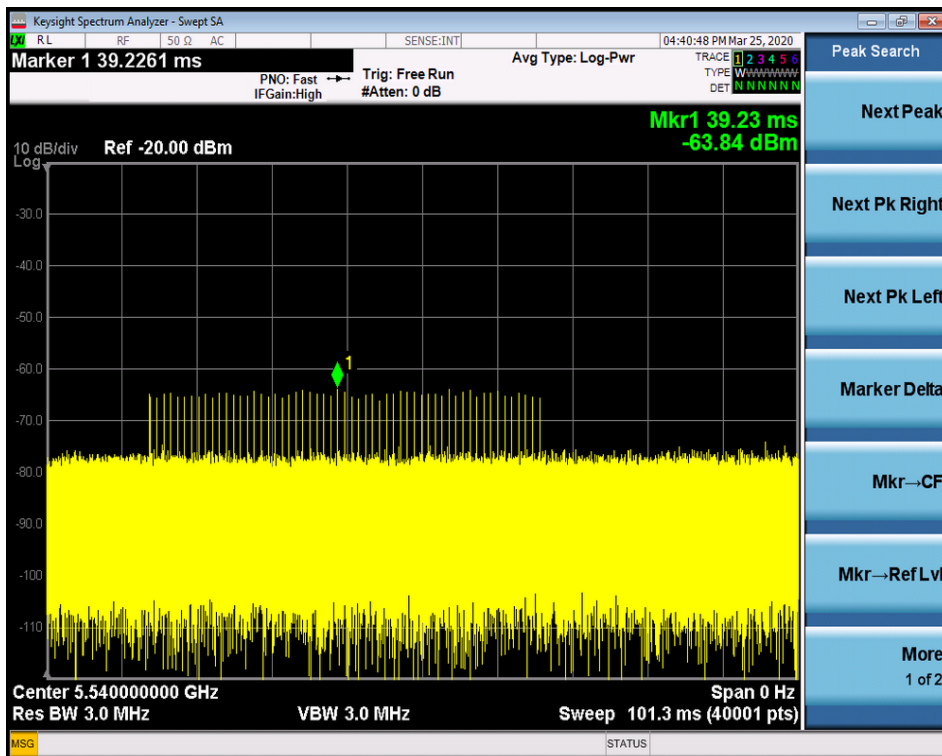 Keysight Spectrum Analyzer - Swept SA
LXI RL RF 50 Ω AC SENSE:INT 04:40:48 PM Mar 25, 2020
Marker 1 39.2261 ms
PNO: Fast
IFGain:High
Trig: Free Run
#Atten: 0 dB
Avg Type: Log-Pwr
TRACE 1 2 3 4 5 6
TYPE WWWWWW
DET N N N N N N
Peak Search
Mkr1 39.23 ms
-63.84 dBm
10 dB/div Ref -20.00 dBm
Log
-30.0
-40.0
-50.0
-60.0
-70.0
-80.0
-90.0
-100
-110
1
Center 5.540000000 GHz Span 0 Hz
Res BW 3.0 MHz VBW 3.0 MHz Sweep 101.3 ms (40001 pts)
MSG STATUS
Next Peak
Next Pk Right
Next Pk Left
Marker Delta
Mkr→CF
Mkr→Ref Lvl
More
1 of 2